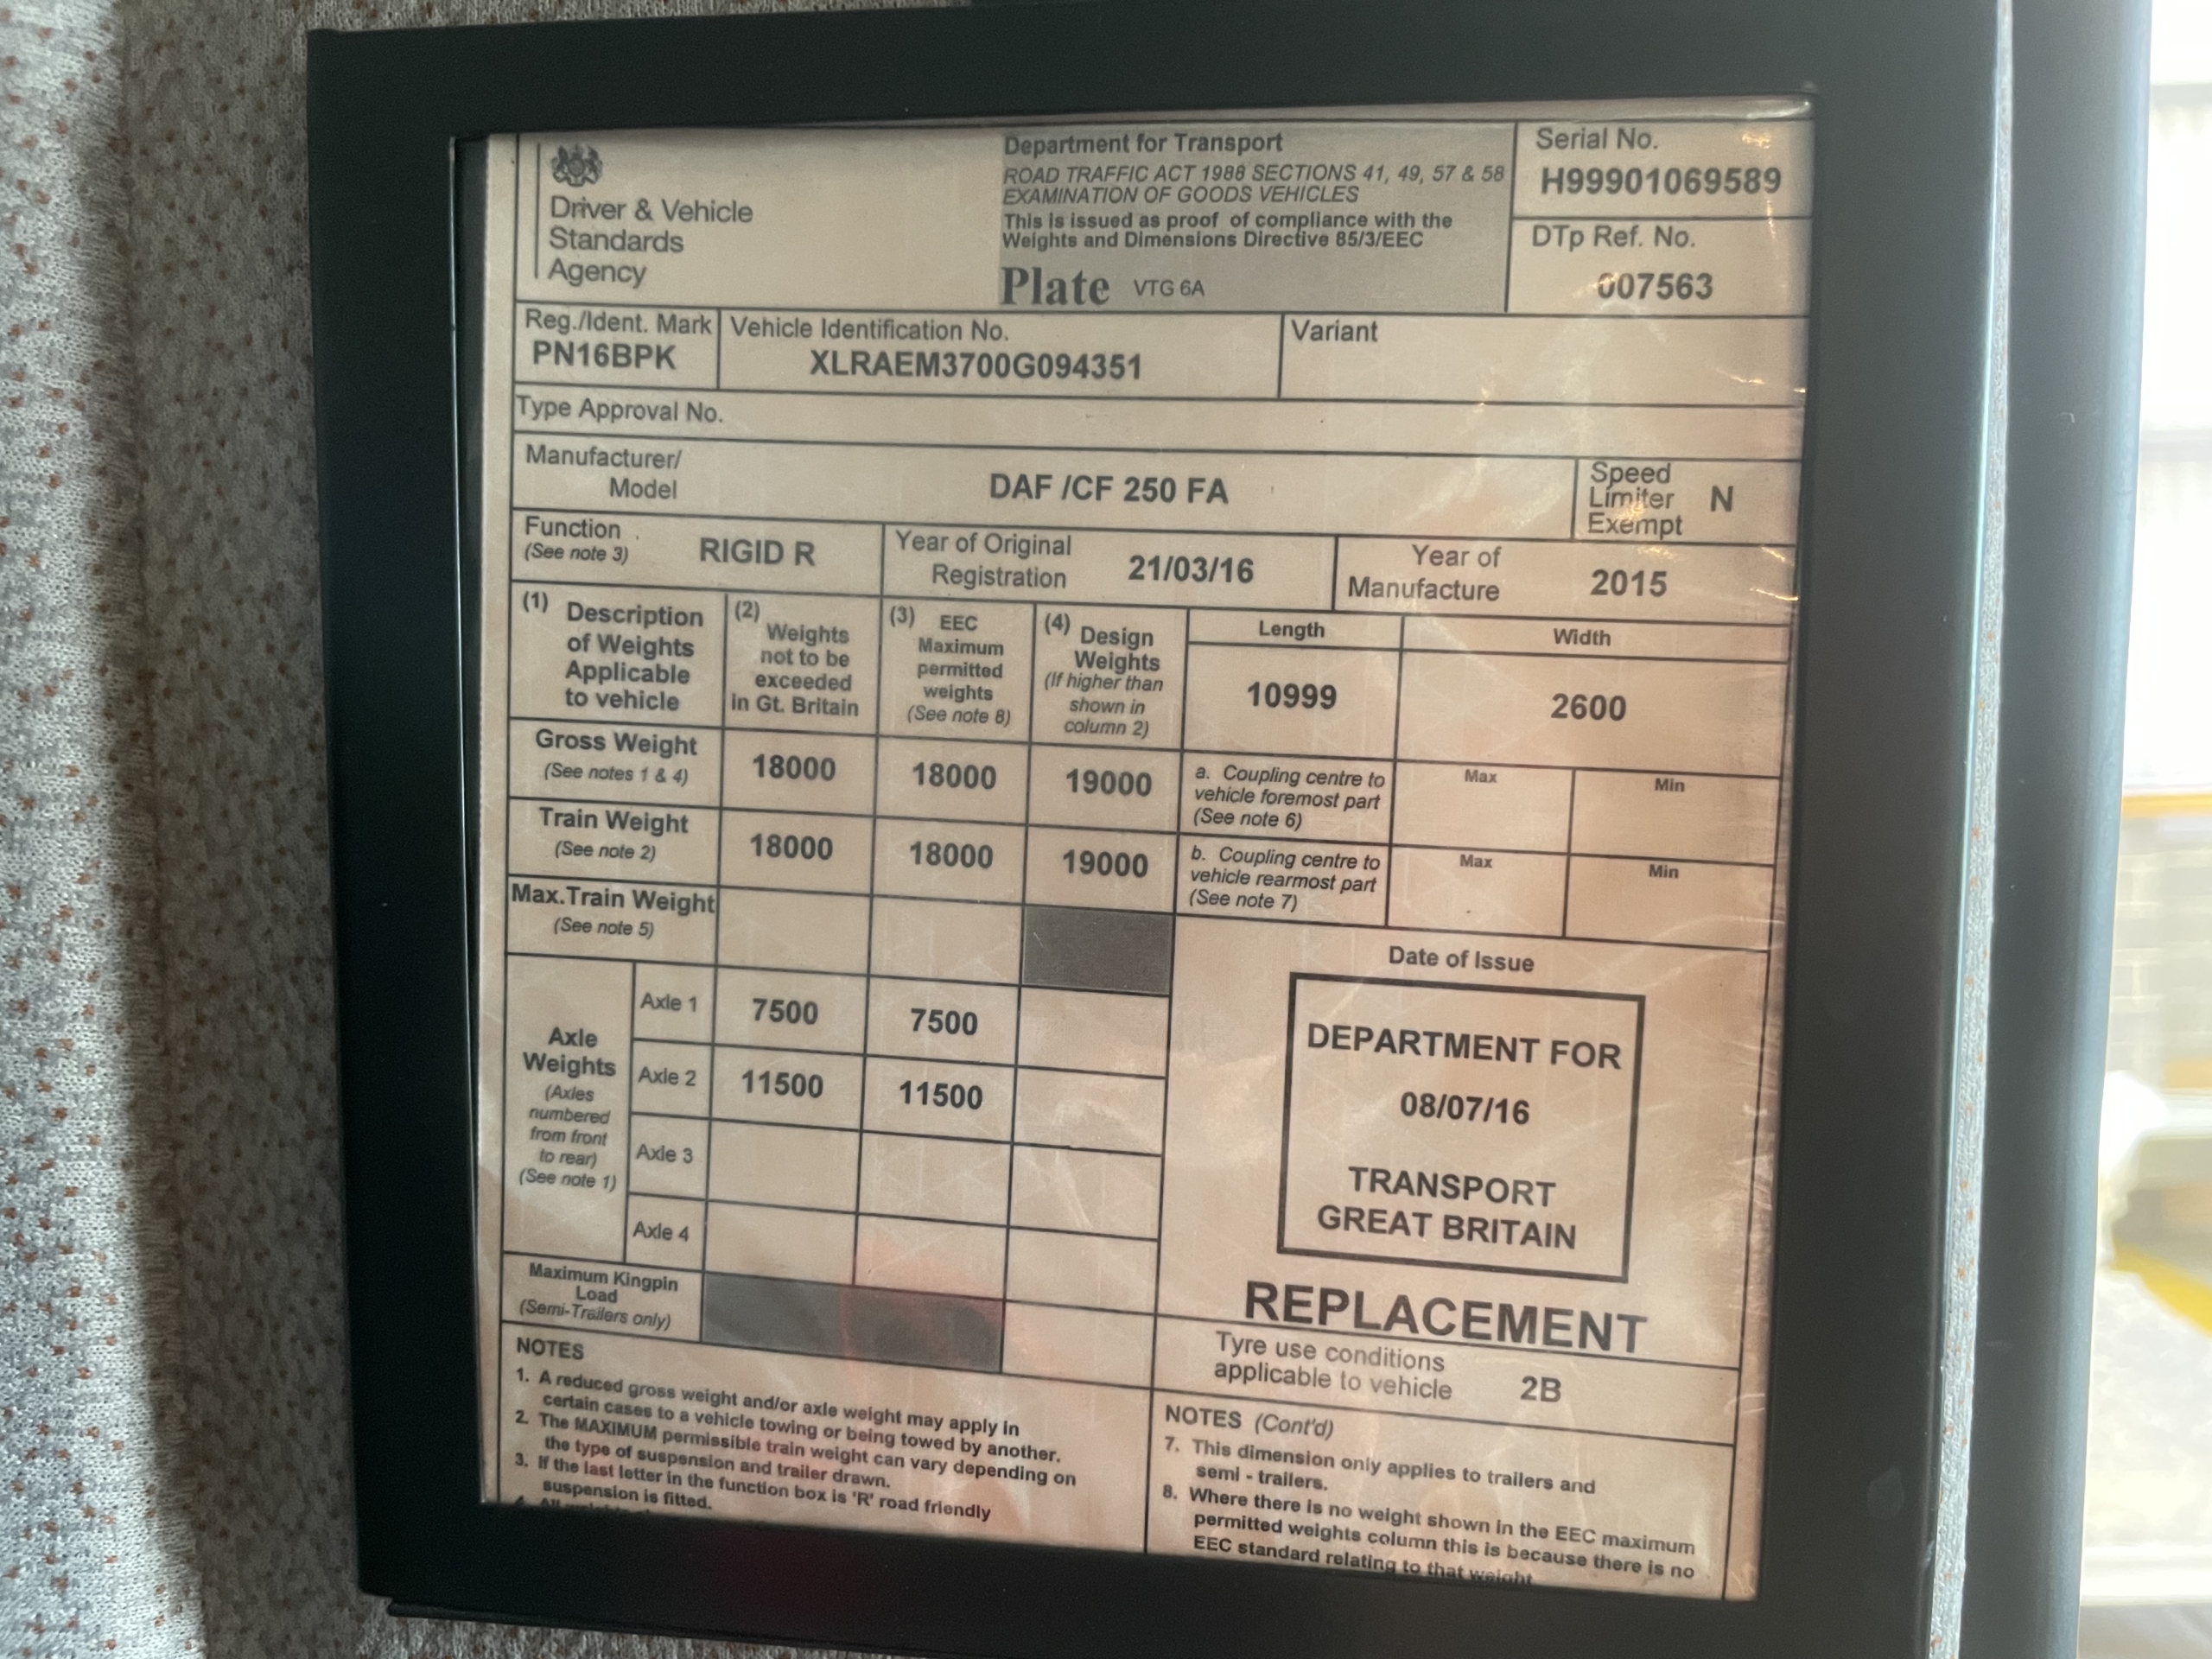 Driver & Vehicle
Standards
Agency
Department for Transport
ROAD TRAFFIC ACT 1988 SECTIONS 41, 49, 57 & 58
EXAMINATION OF GOODS VEHICLES
This is issued as proof of compliance with the
Weights and Dimensions Directive 85/3/EEC
Plate VTG 6A
Serial No.
H99901069589
DTp Ref. No.
007563
Reg./Ident. Mark
PN16BPK
Vehicle Identification No.
XLRAEM3700G094351
Variant
Type Approval No.
Manufacturer/
Model
DAF /CF 250 FA
Speed
Limiter
Exempt
N
Function
(See note 3)
RIGID R
Year of Original
Registration
21/03/16
Year of
Manufacture
2015
(1) Description
of Weights
Applicable
to vehicle
(2) Weights
not to be
exceeded
in Gt. Britain
(3) EEC
Maximum
permitted
weights
(See note 8)
(4) Design
Weights
(If higher than
shown in
column 2)
Length
10999
Width
2600
Gross Weight
(See notes 1 & 4)
18000
18000
19000
a. Coupling centre to
vehicle foremost part
(See note 6)
Max
Min
Train Weight
(See note 2)
18000
18000
19000
b. Coupling centre to
vehicle rearmost part
(See note 7)
Max
Min
Max.Train Weight
(See note 5)
Axle
Weights
(Axles
numbered
from front
to rear)
(See note 1)
Axle 1
7500
7500
Axle 2
11500
11500
Axle 3
Axle 4
Maximum Kingpin
Load
(Semi-Trailers only)
Date of Issue
DEPARTMENT FOR
08/07/16
TRANSPORT
GREAT BRITAIN
REPLACEMENT
Tyre use conditions
applicable to vehicle
2B
NOTES
1. A reduced gross weight and/or axle weight may apply in
certain cases to a vehicle towing or being towed by another.
2. The MAXIMUM permissible train weight can vary depending on
the type of suspension and trailer drawn.
3. If the last letter in the function box is 'R' road friendly
suspension is fitted.
NOTES (Cont'd)
7. This dimension only applies to trailers and
semi - trailers.
8. Where there is no weight shown in the EEC maximum
permitted weights column this is because there is no
EEC standard relating to that weight